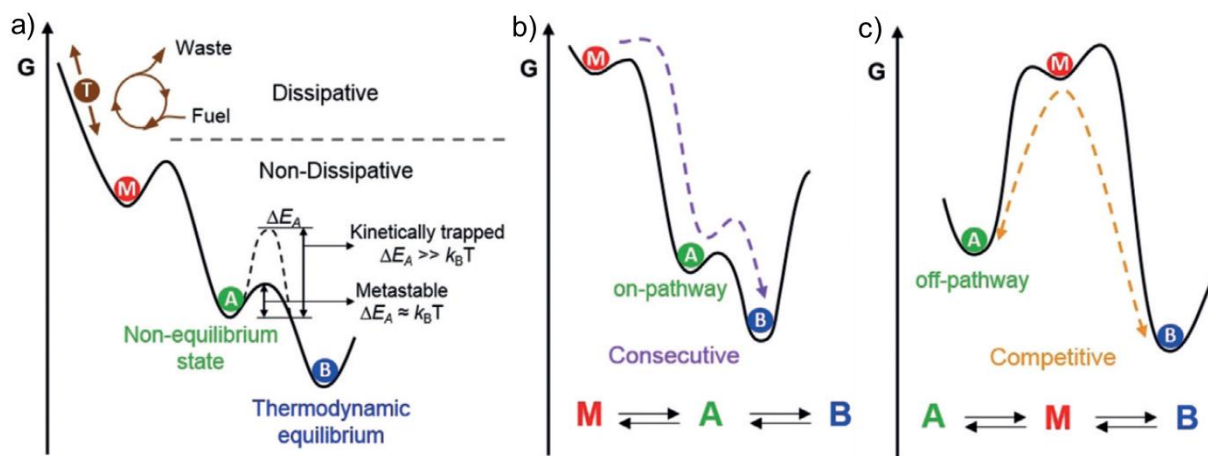 a)
G
T
Waste
Fuel
Dissipative
Non-Dissipative
M
ΔE_A
Kinetically trapped
ΔE_A >> k_BT
Metastable
ΔE_A ≈ k_BT
A
Non-equilibrium
state
B
Thermodynamic
equilibrium
b)
G
M
A
on-pathway
B
Consecutive
M ⇌ A ⇌ B
c)
G
M
A
off-pathway
B
Competitive
A ⇌ M ⇌ B